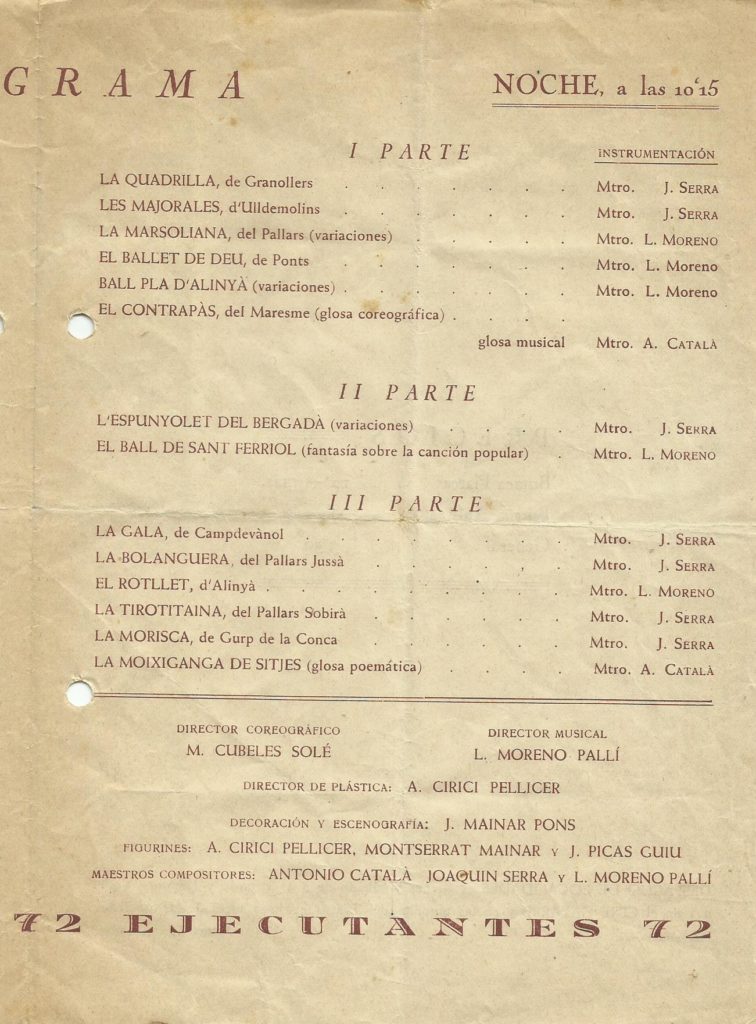 GRAMA
NOCHE, a las 10'15
I PARTE
INSTRUMENTACIÓN
LA QUADRILLA, de Granollers . . . . . . . Mtro. J. SERRA
LES MAJORALES, d'Ulldemolins . . . . . . . Mtro. J. SERRA
LA MARSOLIANA, del Pallars (variaciones) . . . . . Mtro. L. MORENO
EL BALLET DE DEU, de Ponts . . . . . . . Mtro. L. Moreno
BALL PLA D'ALINYÀ (variaciones) . . . . . . . Mtro. L. Moreno
EL CONTRAPÀS, del Maresme (glosa coreográfica) . . . .
glosa musical Mtro. A. CATALÀ
II PARTE
L'ESPUNYOLET DEL BERGADÀ (variaciones) . . . . Mtro. J. SERRA
EL BALL DE SANT FERRIOL (fantasía sobre la canción popular) . Mtro. L. MORENO
III PARTE
LA GALA, de Campdevànol . . . . . . . . Mtro. J. SERRA
LA BOLANGUERA, del Pallars Jussà . . . . . . Mtro. J. SERRA
EL ROTLLET, d'Alinyà . . . . . . . . . Mtro. L. MORENO
LA TIROTITAINA, del Pallars Sobirà . . . . . . Mtro. J. SERRA
LA MORISCA, de Gurp de la Conca . . . . . . Mtro. J. SERRA
LA MOIXIGANGA DE SITJES (glosa poemática) . . . . Mtro. A. CATALÀ
DIRECTOR COREOGRÁFICO
DIRECTOR MUSICAL
M. CUBELES SOLÉ
L. MORENO PALLÍ
DIRECTOR DE PLÁSTICA: A. CIRICI PELLICER
DECORACIÓN Y ESCENOGRAFÍA: J. MAINAR PONS
FIGURINES: A. CIRICI PELLICER, MONTSERRAT MAINAR Y J. PICAS GUIU
MAESTROS COMPOSITORES: ANTONIO CATALÀ JOAQUIN SERRA Y L. MORENO PALLÍ
72 EJECUTANTES 72